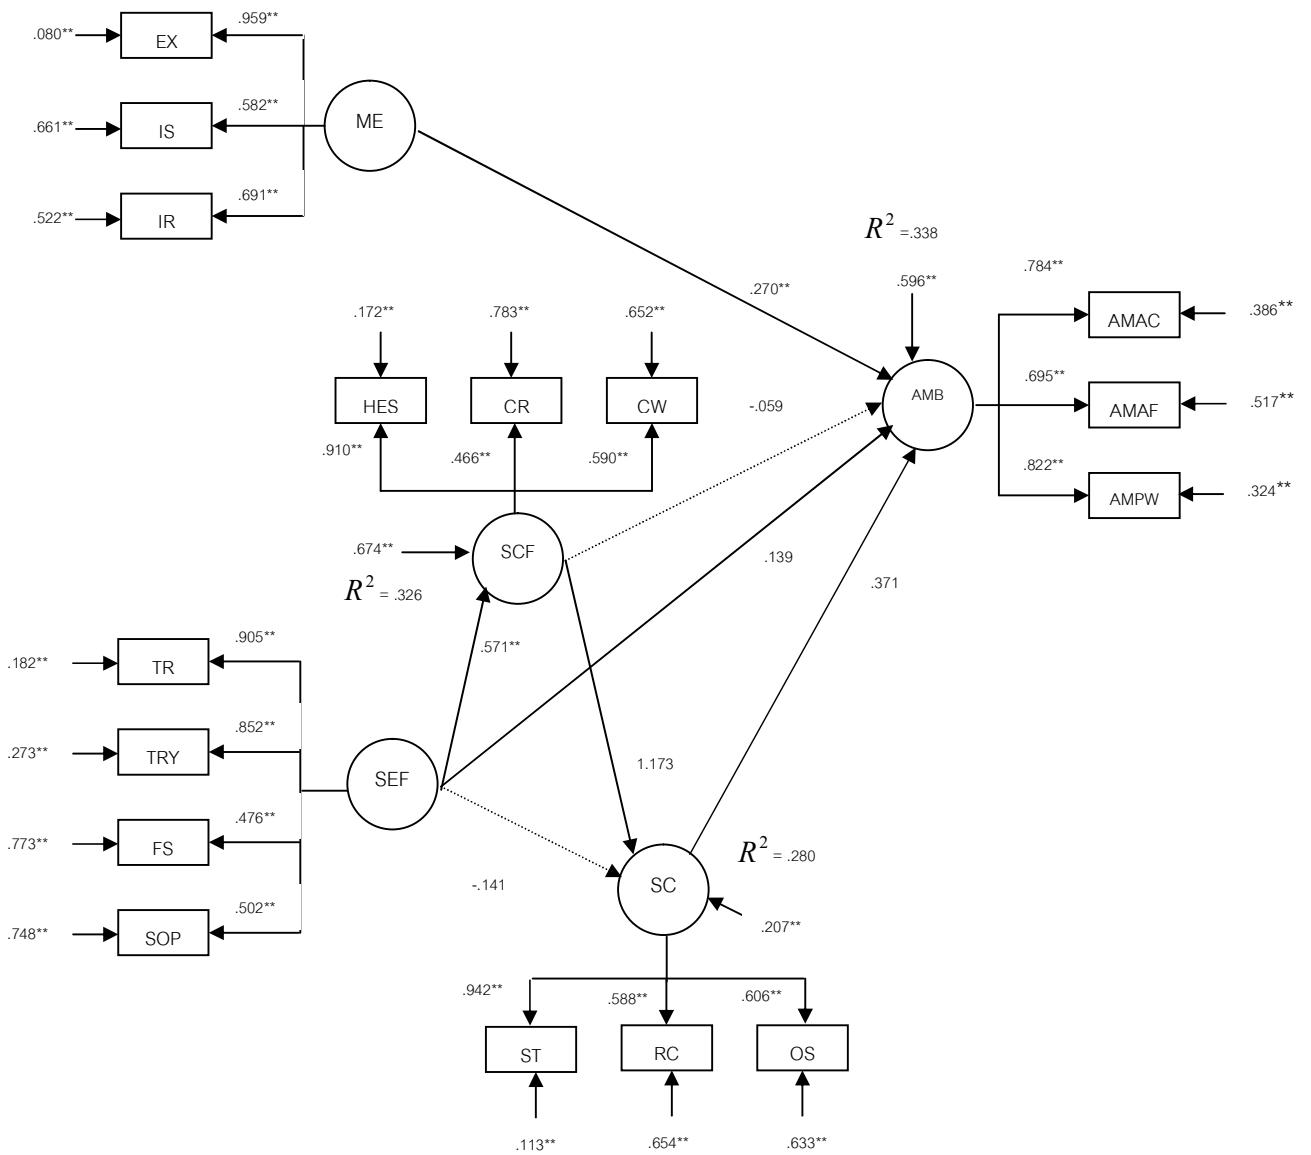 .959**
.080**
EX
.582**
.661**
IS
ME
.691**
.522**
IR
R² =.338
.596**
.784**
.270**
AMAC
.386**
.172**
.783**
.652**
HES
CR
CW
-.059
AMB
.695**
AMAF
.517**
.910**
.466**
.590**
.822**
AMPW
.324**
.674**
SCF
R² = .326
.139
.371
.571**
.905**
.182**
TR
.852**
.273**
TRY
SEF
1.173
.476**
.773**
FS
R² = .280
-.141
SC
.502**
.748**
SOP
.207**
.942**
.588**
.606**
ST
RC
OS
.113**
.654**
.633**